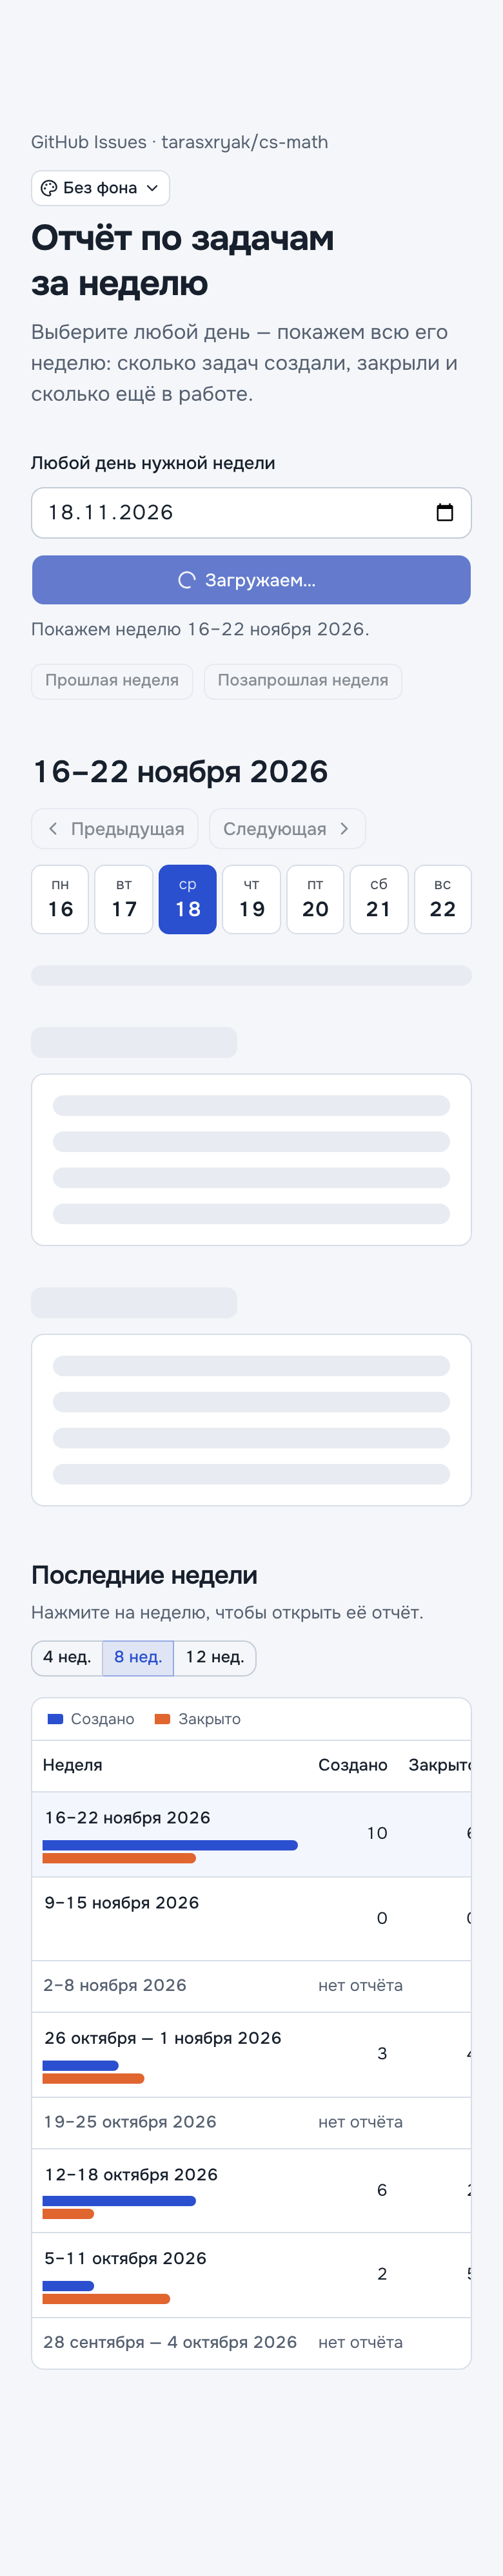 GitHub Issues · tarasxryak/cs-math
Без фона
Отчёт по задачам
за неделю
Выберите любой день — покажем всю его
неделю: сколько задач создали, закрыли и
сколько ещё в работе.
Любой день нужной недели
18.11.2026
Загружаем…
Покажем неделю 16–22 ноября 2026.
Прошлая неделя Позапрошлая неделя
16–22 ноября 2026
Предыдущая Следующая
пн вт ср чт пт сб вс
16 17 18 19 20 21 22
Последние недели
Нажмите на неделю, чтобы открыть её отчёт.
4 нед. 8 нед. 12 нед.
Создано Закрыто
Неделя Создано Закрыто
16–22 ноября 2026 10
9–15 ноября 2026 0
2–8 ноября 2026 нет отчёта
26 октября — 1 ноября 2026 3
19–25 октября 2026 нет отчёта
12–18 октября 2026 6
5–11 октября 2026 2
28 сентября — 4 октября 2026 нет отчёта